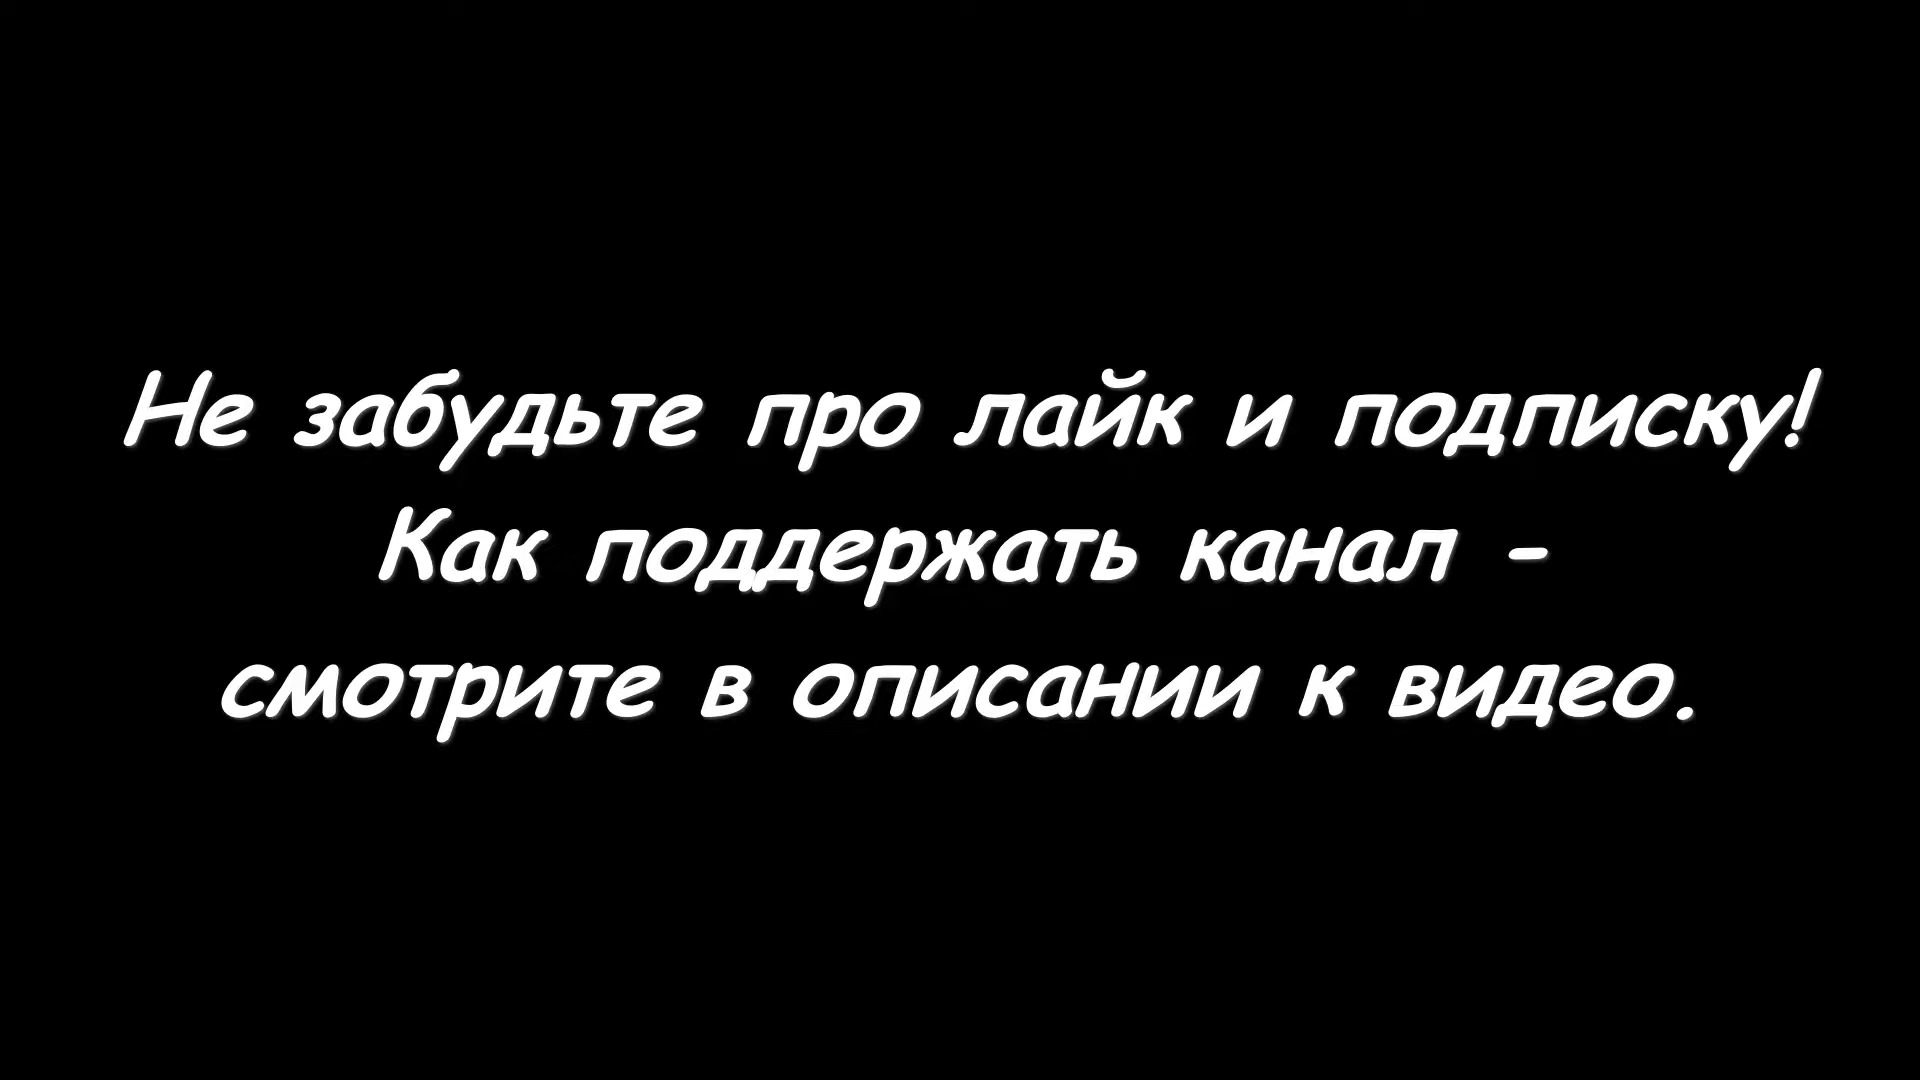 Не забудьте про лайк и подписку!
Как поддержать канал -
смотрите в описании к видео.